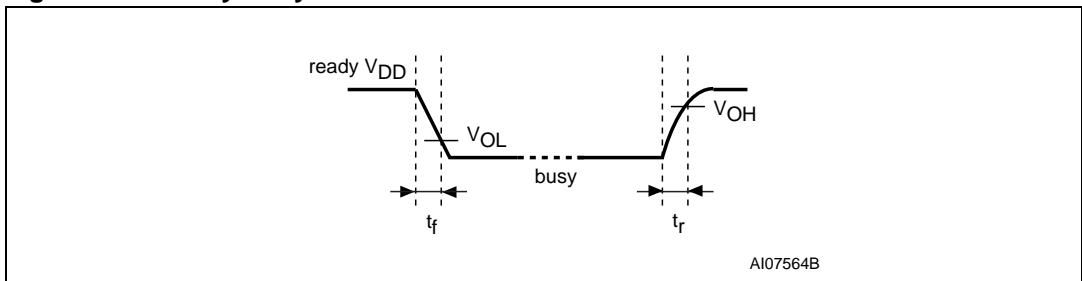 ready VDD
VOH
VOL
busy
tf
tr
AI07564B